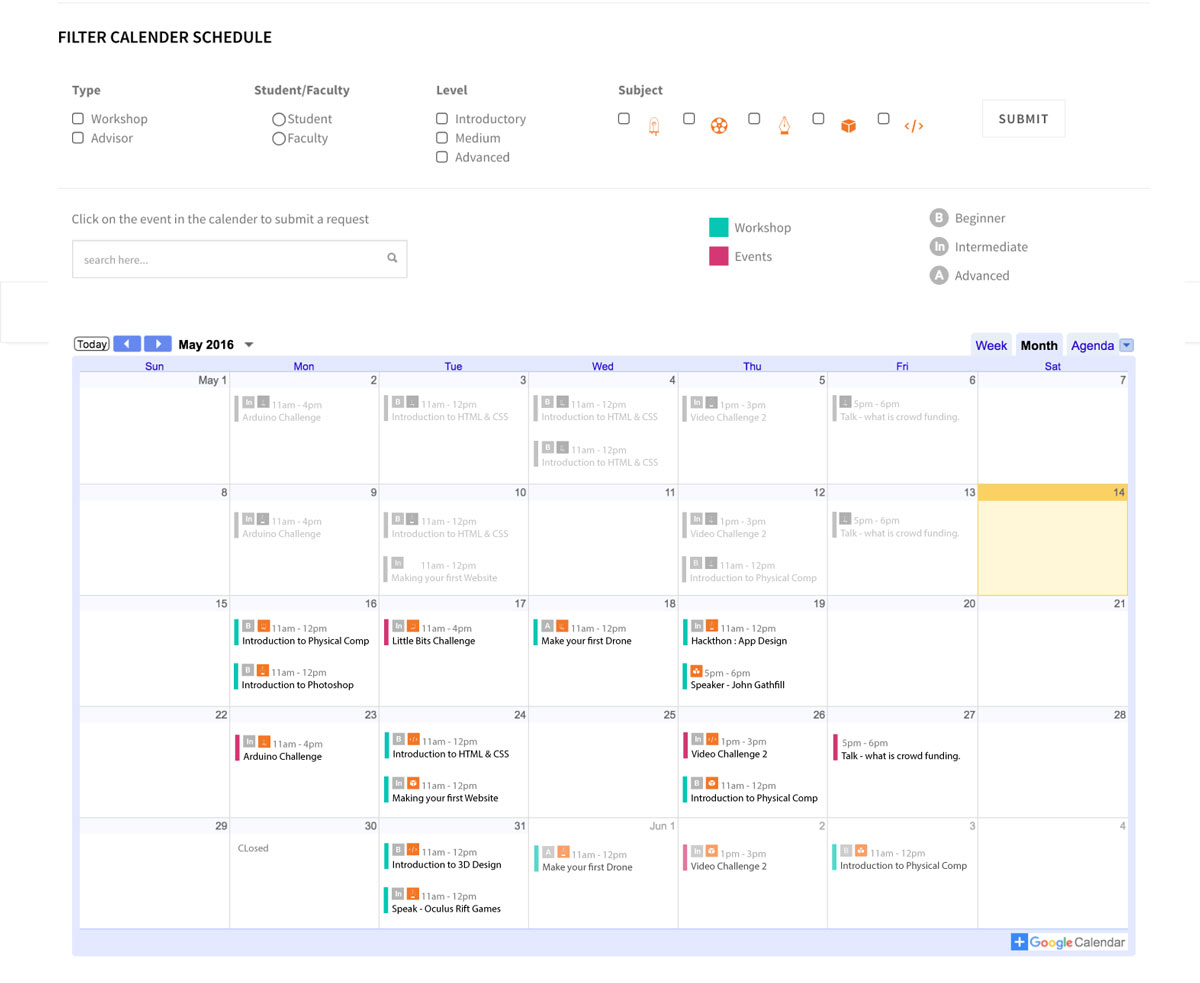 FILTER CALENDER SCHEDULE
Type
Student/Faculty
Level
Subject
Workshop
Student
Introductory
</>
SUBMIT
Advisor
Faculty
Medium
Advanced
Click on the event in the calender to submit a request
search here...
Workshop
Events
B Beginner
In Intermediate
A Advanced
Today
May 2016
Week Month Agenda
Sun Mon Tue Wed Thu Fri Sat
May 1 2 3 4 5 6 7
In 11am - 4pm
Arduino Challenge
B 11am - 12pm
Introduction to HTML & CSS
B 11am - 12pm
Introduction to HTML & CSS
B 11am - 12pm
Introduction to HTML & CSS
In 1pm - 3pm
Video Challenge 2
5pm - 6pm
Talk - what is crowd funding.
8 9 10 11 12 13 14
In 11am - 4pm
Arduino Challenge
B 11am - 12pm
Introduction to HTML & CSS
In 11am - 12pm
Making your first Website
In 1pm - 3pm
Video Challenge 2
B 11am - 12pm
Introduction to Physical Comp
5pm - 6pm
Talk - what is crowd funding.
15 16 17 18 19 20 21
B 11am - 12pm
Introduction to Physical Comp
B 11am - 12pm
Introduction to Photoshop
In 11am - 4pm
Little Bits Challenge
A 11am - 12pm
Make your first Drone
In 11am - 12pm
Hackthon : App Design
5pm - 6pm
Speaker - John Gathfill
22 23 24 25 26 27 28
In 11am - 4pm
Arduino Challenge
B </> 11am - 12pm
Introduction to HTML & CSS
In 11am - 12pm
Making your first Website
In </> 1pm - 3pm
Video Challenge 2
B 11am - 12pm
Introduction to Physical Comp
5pm - 6pm
Talk - what is crowd funding.
29 30 31 Jun 1 2 3 4
CLosed
B </> 11am - 12pm
Introduction to 3D Design
In 11am - 12pm
Speak - Oculus Rift Games
A 11am - 12pm
Make your first Drone
In 1pm - 3pm
Video Challenge 2
B 11am - 12pm
Introduction to Physical Comp
+ Google Calendar